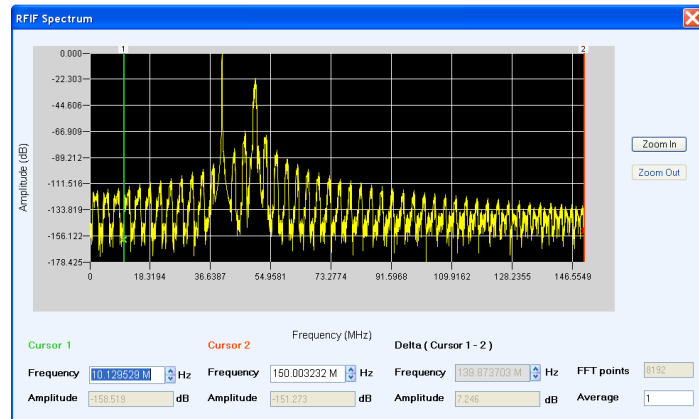 RFIF Spectrum
1 2
0.000
-22.303
-44.606
-66.909
-89.212
-111.516
-133.819
-156.122
-178.425
Amplitude (dB)
0 18.3194 36.6387 54.9581 73.2774 91.5968 109.9162 128.2355 146.5549
Frequency (MHz)
Zoom In
Zoom Out
Cursor 1 Cursor 2 Delta ( Cursor 1 - 2 )
Frequency 10.129529 M Hz Frequency 150.003232 M Hz Frequency 139.873703 M Hz FFT points 8192
Amplitude -158.519 dB Amplitude -151.273 dB Amplitude 7.246 dB Average 1